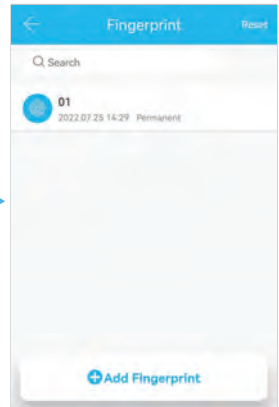 Fingerprint Reset
Search
01
2022.07.25 14:29 Permanent
Add Fingerprint